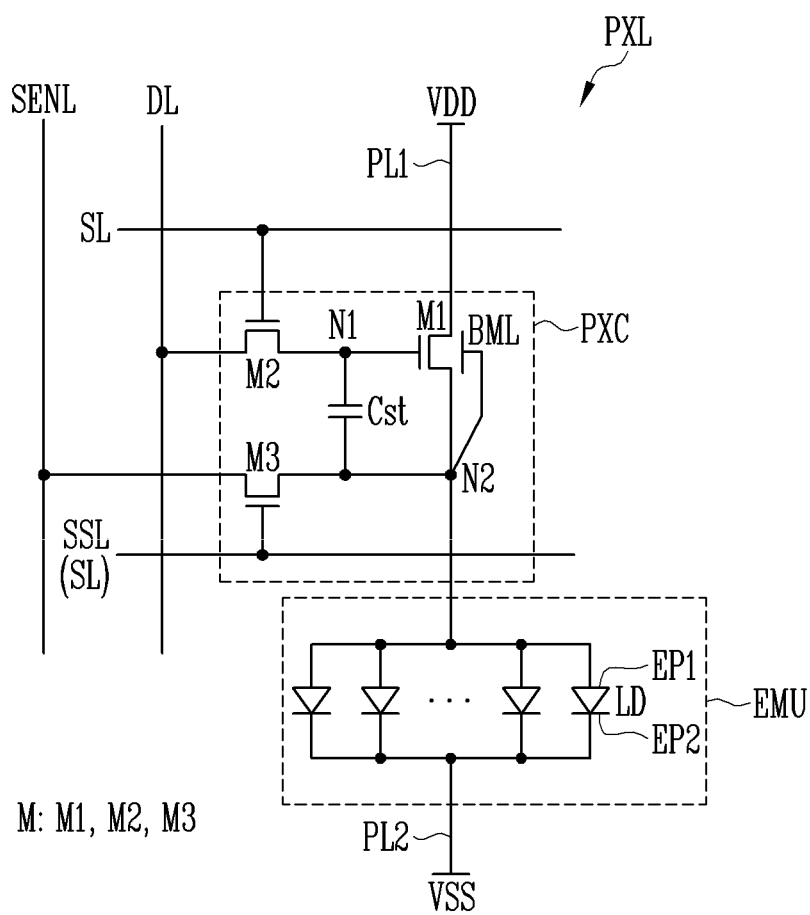 PXL
SENL
DL
VDD
PL1
SL
M1
BML
PXC
N1
M2
Cst
M3
N2
SSL
(SL)
EP1
LD
EP2
EMU
. . .
M: M1, M2, M3
PL2
VSS